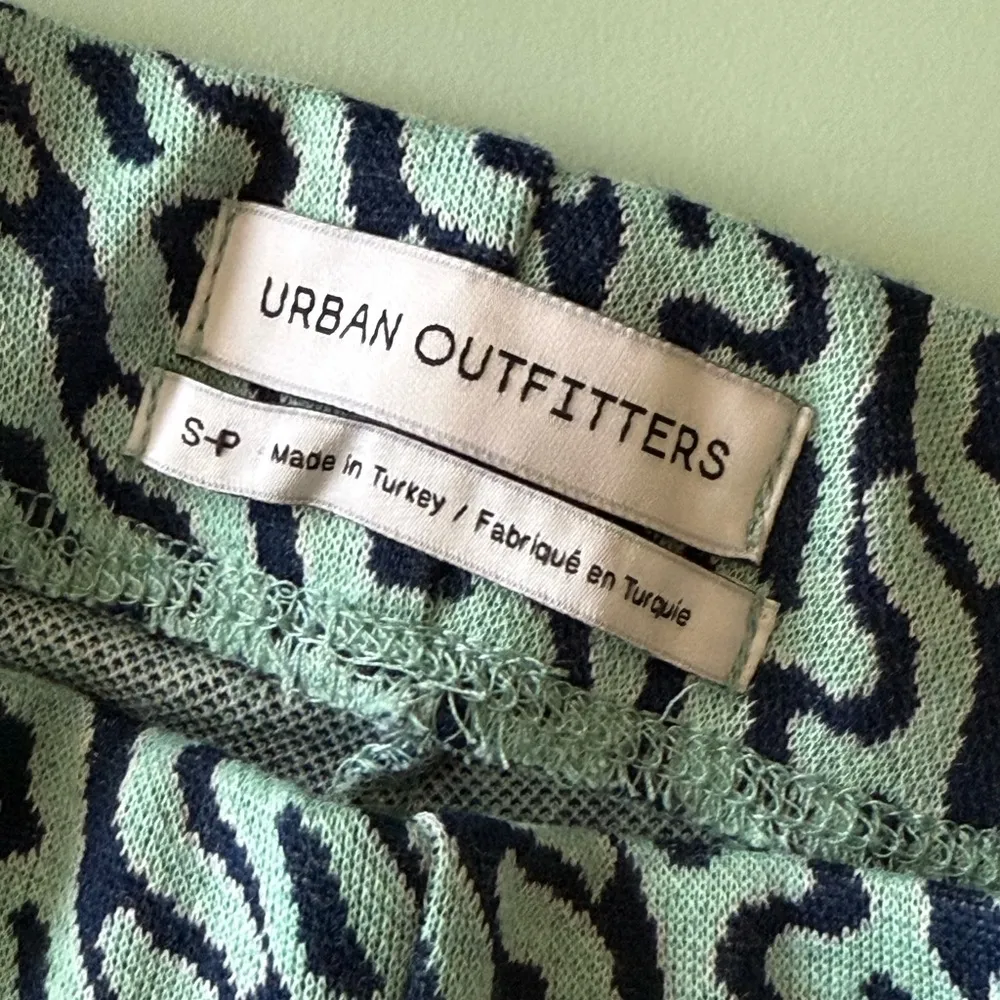 URBAN OUTFITTERS
S-P Made in Turkey / Fabriqué en Turquie